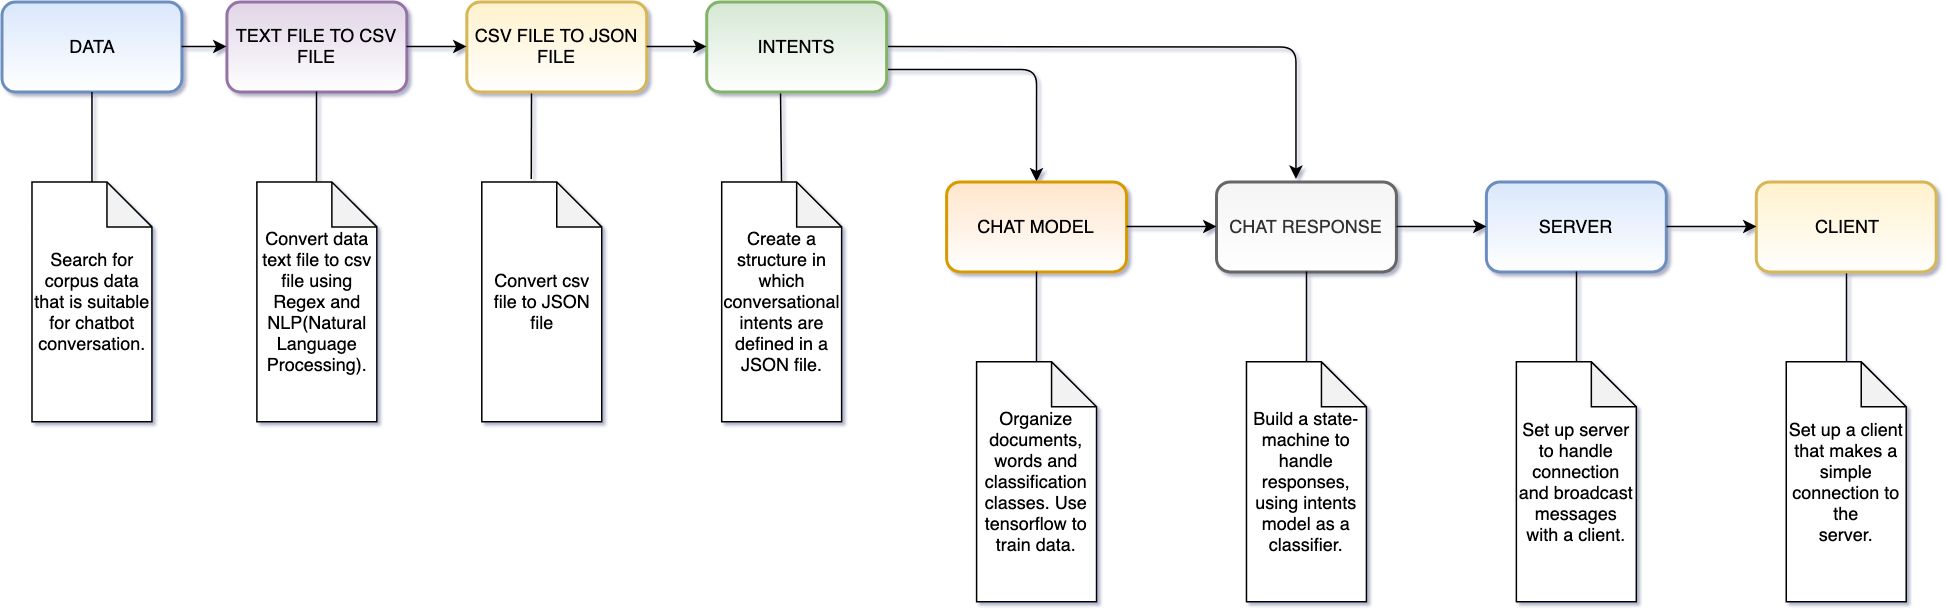 DATA
TEXT FILE TO CSV
FILE
CSV FILE TO JSON
FILE
INTENTS
CHAT MODEL
CHAT RESPONSE
SERVER
CLIENT
Search for
corpus data
that is suitable
for chatbot
conversation.
Convert data
text file to csv
file using
Regex and
NLP(Natural
Language
Processing).
Convert csv
file to JSON
file
Create a
structure in
which
conversational
intents are
defined in a
JSON file.
Organize
documents,
words and
classification
classes. Use
tensorflow to
train data.
Build a state-
machine to
handle
responses,
using intents
model as a
classifier.
Set up server
to handle
connection
and broadcast
messages
with a client.
Set up a client
that makes a
simple
connection to
the
server.